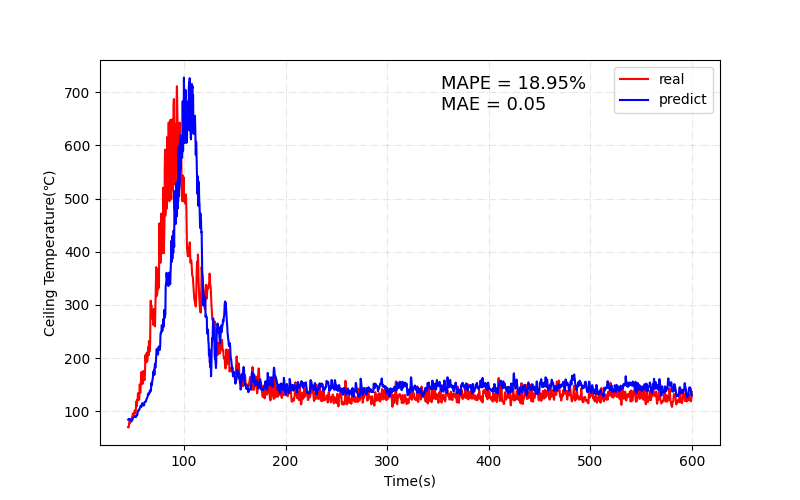 MAPE = 18.95%
MAE = 0.05
real
predict
Ceiling Temperature(℃)
700
600
500
400
300
200
100
100 200 300 400 500 600
Time(s)